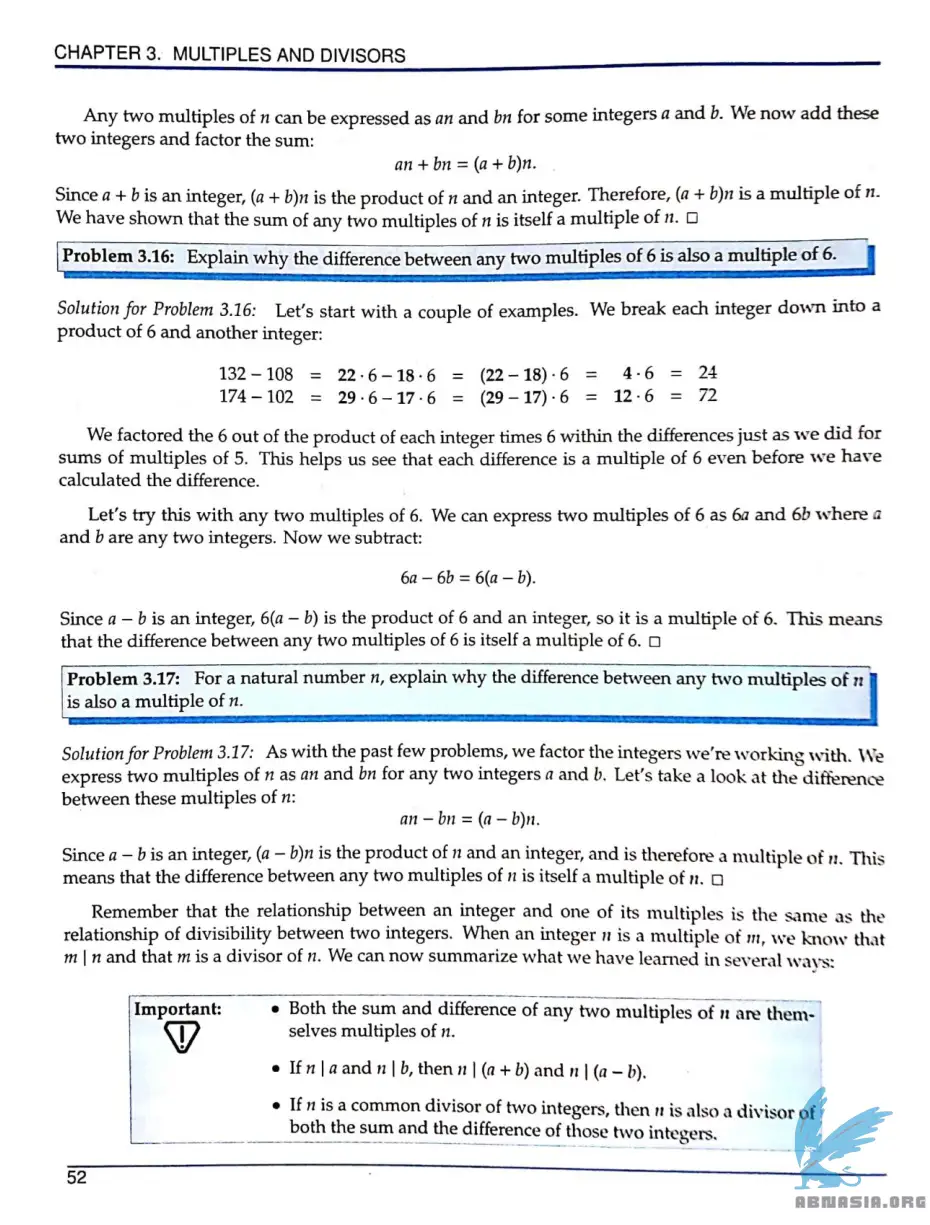 CHAPTER 3. MULTIPLES AND DIVISORS
Any two multiples of n can be expressed as an and bn for some integers a and b. We now add these
two integers and factor the sum:
an + bn = (a + b)n.
Since a + b is an integer, (a + b)n is the product of n and an integer. Therefore, (a + b)n is a multiple of n.
We have shown that the sum of any two multiples of n is itself a multiple of n. □
Problem 3.16: Explain why the difference between any two multiples of 6 is also a multiple of 6.
Solution for Problem 3.16: Let's start with a couple of examples. We break each integer down into a
product of 6 and another integer:
132 – 108 = 22 · 6 – 18 · 6 = (22 – 18) · 6 = 4 · 6 = 24
174 – 102 = 29 · 6 – 17 · 6 = (29 – 17) · 6 = 12 · 6 = 72
We factored the 6 out of the product of each integer times 6 within the differences just as we did for
sums of multiples of 5. This helps us see that each difference is a multiple of 6 even before we have
calculated the difference.
Let's try this with any two multiples of 6. We can express two multiples of 6 as 6a and 6b where a
and b are any two integers. Now we subtract:
6a – 6b = 6(a – b).
Since a – b is an integer, 6(a – b) is the product of 6 and an integer, so it is a multiple of 6. This means
that the difference between any two multiples of 6 is itself a multiple of 6. □
Problem 3.17: For a natural number n, explain why the difference between any two multiples of n
is also a multiple of n.
Solution for Problem 3.17: As with the past few problems, we factor the integers we're working with. We
express two multiples of n as an and bn for any two integers a and b. Let's take a look at the difference
between these multiples of n:
an – bn = (a – b)n.
Since a – b is an integer, (a – b)n is the product of n and an integer, and is therefore a multiple of n. This
means that the difference between any two multiples of n is itself a multiple of n. □
Remember that the relationship between an integer and one of its multiples is the same as the
relationship of divisibility between two integers. When an integer n is a multiple of m, we know that
m | n and that m is a divisor of n. We can now summarize what we have learned in several ways:
Important:
• Both the sum and difference of any two multiples of n are them-
selves multiples of n.
• If n | a and n | b, then n | (a + b) and n | (a – b).
• If n is a common divisor of two integers, then n is also a divisor of
both the sum and the difference of those two integers.
52
ABNASIA.ORG